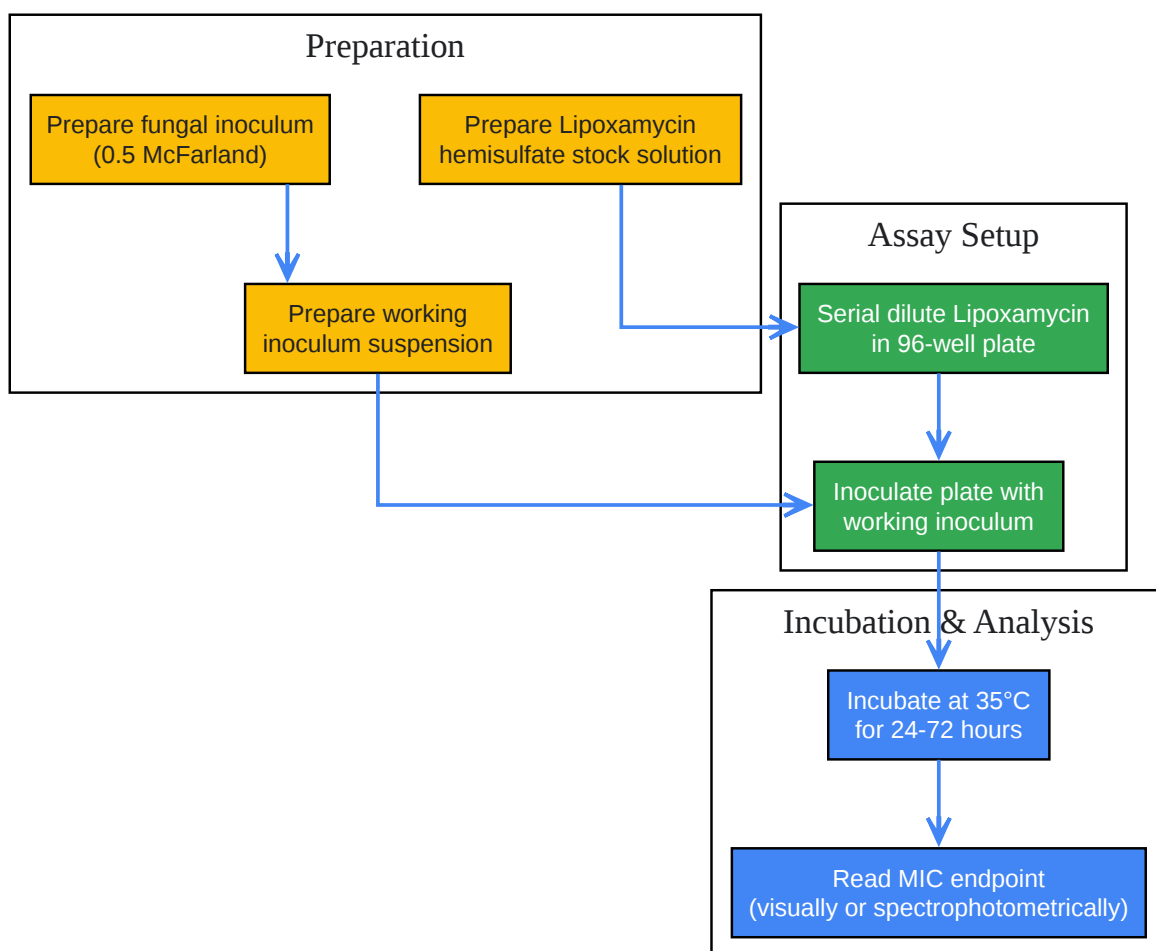 Preparation
Prepare fungal inoculum
(0.5 McFarland)
Prepare Lipoxamycin
hemisulfate stock solution
Prepare working
inoculum suspension
Assay Setup
Serial dilute Lipoxamycin
in 96-well plate
Inoculate plate with
working inoculum
Incubation & Analysis
Incubate at 35°C
for 24-72 hours
Read MIC endpoint
(visually or spectrophotometrically)